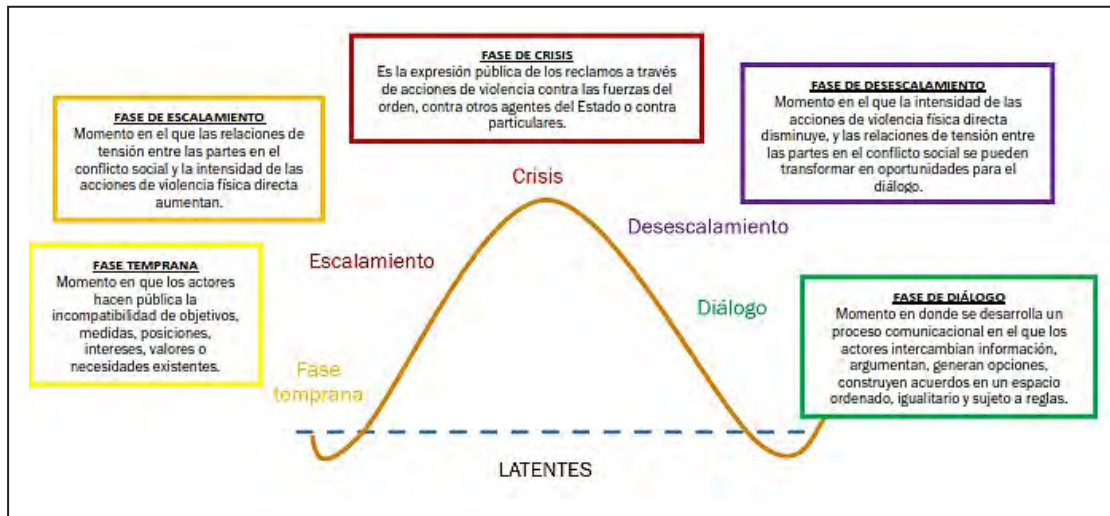 FASE DE CRISIS
Es la expresión pública de los reclamos a través
de acciones de violencia contra las fuerzas del
orden, contra otros agentes del Estado o contra
particulares.
FASE DE ESCALAMIENTO
Momento en el que las relaciones de
tensión entre las partes en el
conflicto social y la intensidad de las
acciones de violencia física directa
aumentan.
FASE DE DESESCALAMIENTO
Momento en el que la intensidad de las
acciones de violencia física directa
disminuye, y las relaciones de tensión entre
las partes en el conflicto social se pueden
transformar en oportunidades para el
diálogo.
Crisis
Desescalamiento
Escalamiento
FASE TEMPRANA
Momento en que los actores
hacen pública la
incompatibilidad de objetivos,
medidas, posiciones,
intereses, valores o
necesidades existentes.
Diálogo
FASE DE DIÁLOGO
Momento en donde se desarrolla un
proceso comunicacional en el que los
actores intercambian información,
argumentan, generan opciones,
construyen acuerdos en un espacio
ordenado, igualitario y sujeto a reglas.
Fase
temprana
LATENTES